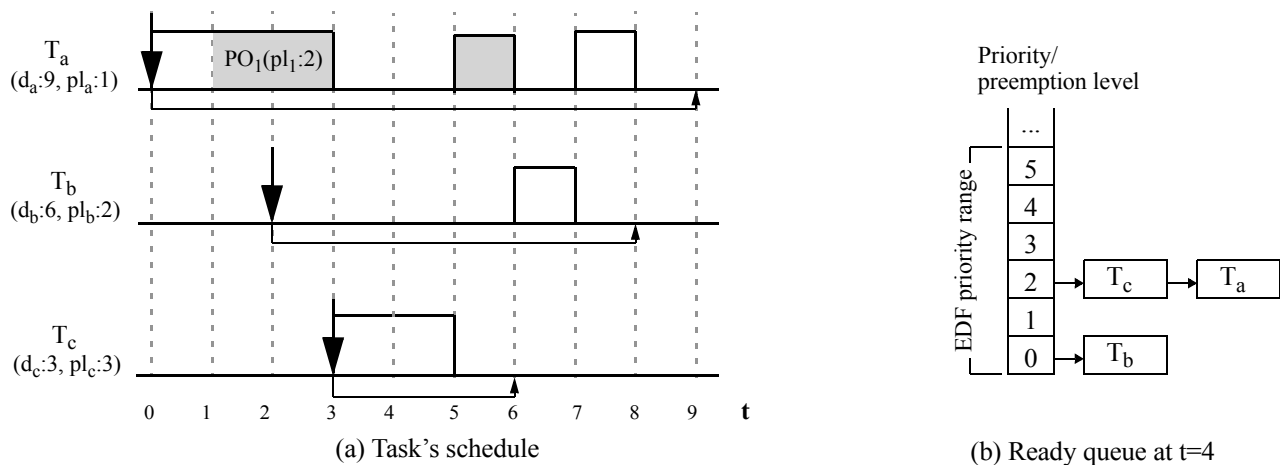 T_a
(d_a:9, pl_a:1)
PO_1(pl_1:2)
T_b
(d_b:6, pl_b:2)
T_c
(d_c:3, pl_c:3)
0 1 2 3 4 5 6 7 8 9 t
(a) Task's schedule
Priority/
preemption level
EDF priority range
...
5
4
3
2 T_c T_a
1
0 T_b
(b) Ready queue at t=4